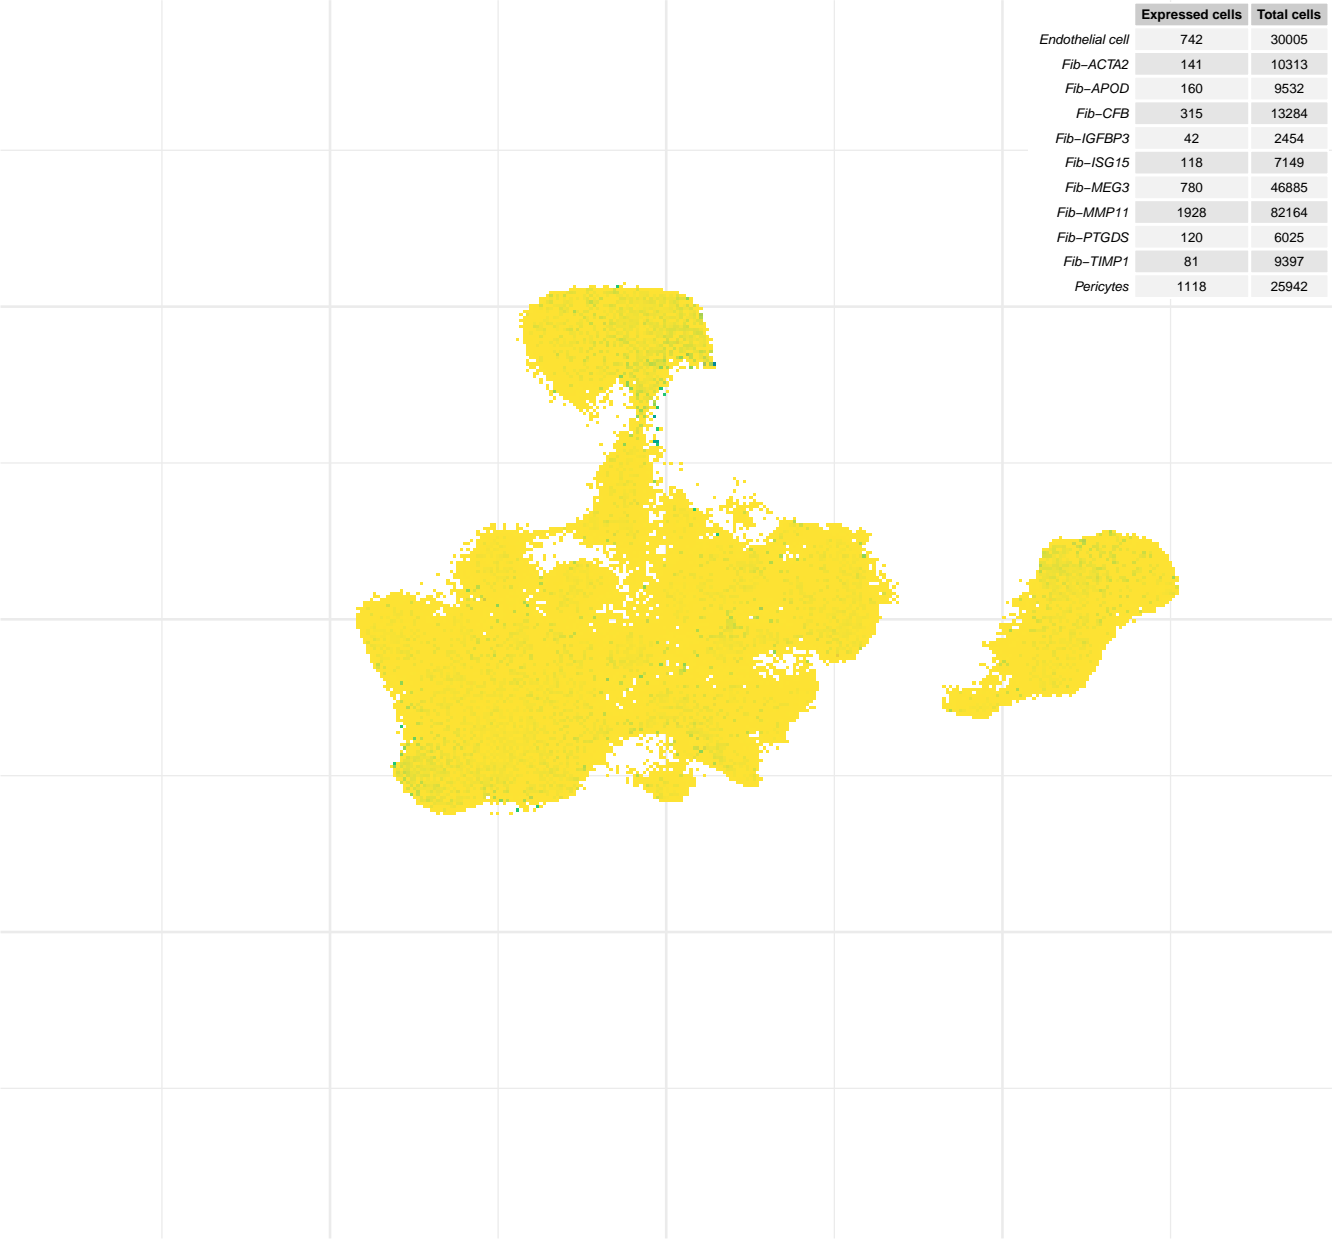 Expressed cells Total cells
Endothelial cell 742 30005
Fib−ACTA2 141 10313
Fib−APOD 160 9532
Fib−CFB 315 13284
Fib−IGFBP3 42 2454
Fib−ISG15 118 7149
Fib−MEG3 780 46885
Fib−MMP11 1928 82164
Fib−PTGDS 120 6025
Fib−TIMP1 81 9397
Pericytes 1118 25942